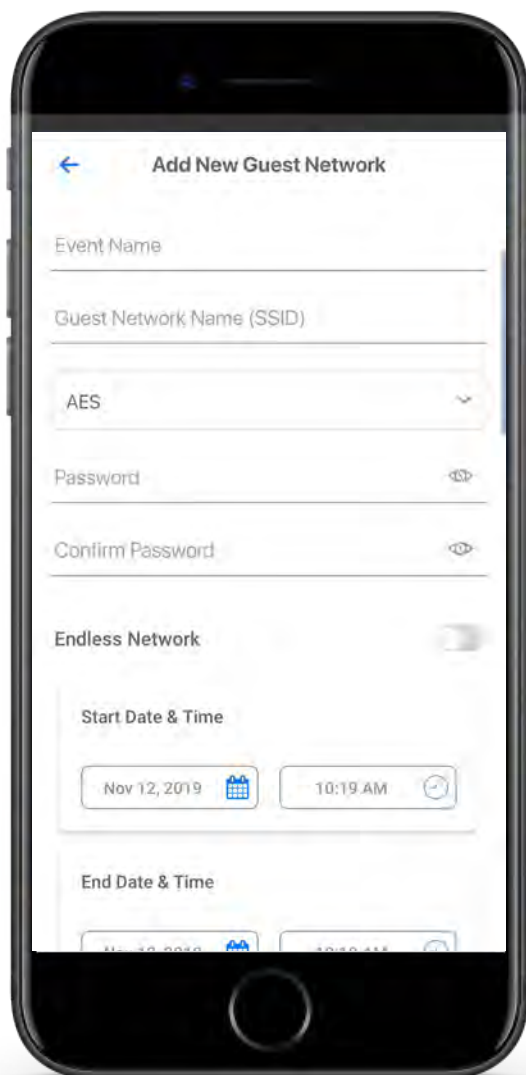 Add New Guest Network
Event Name
Guest Network Name (SSID)
AES
Password
Confirm Password
Endless Network
Start Date & Time
Nov 12, 2019 10:19 AM
End Date & Time